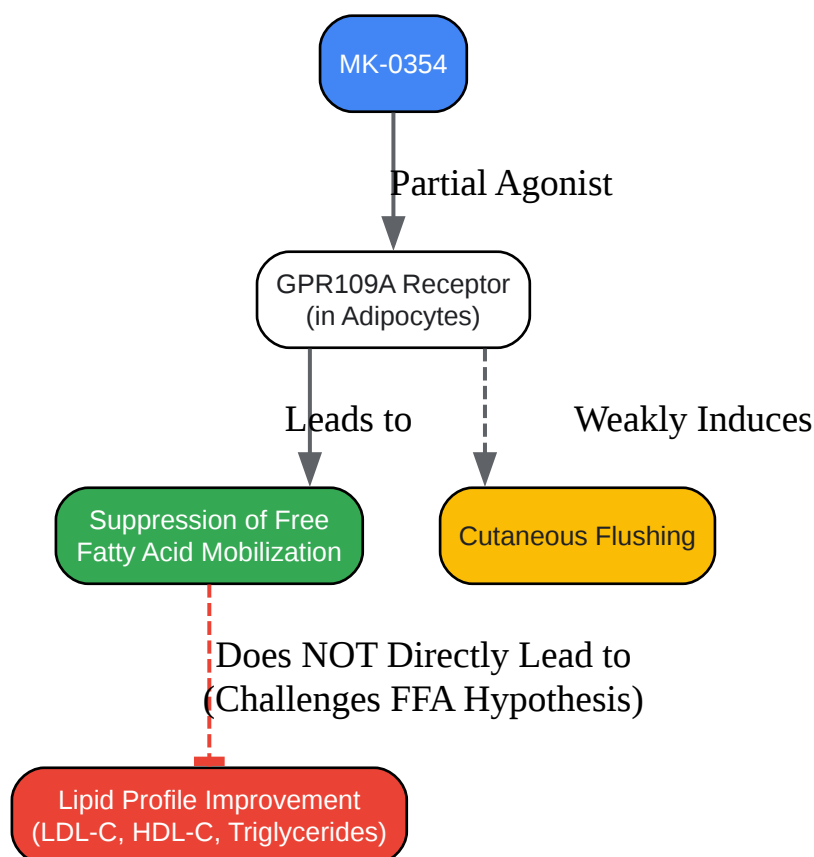 MK-0354
Partial Agonist
GPR109A Receptor
(in Adipocytes)
Leads to
Weakly Induces
Suppression of Free
Fatty Acid Mobilization
Cutaneous Flushing
Does NOT Directly Lead to
(Challenges FFA Hypothesis)
Lipid Profile Improvement
(LDL-C, HDL-C, Triglycerides)